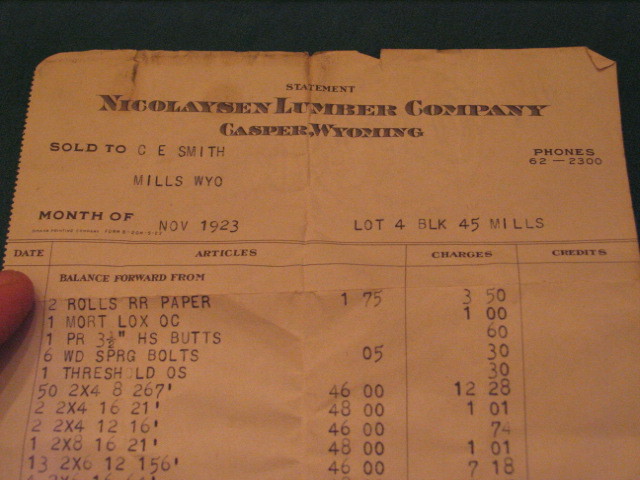 STATEMENT
NICOLAYSEN LUMBER COMPANY
CASPER, WYOMING
SOLD TO C E SMITH
PHONES
62-2300
MILLS WYO
MONTH OF NOV 1923 LOT 4 BLK 45 MILLS
DATE ARTICLES CHARGES CREDITS
BALANCE FORWARD FROM
2 ROLLS RR PAPER 1 75 3 50
1 MORT LOX OC 1 00
1 PR 3½" HS BUTTS 60
6 WD SPRG BOLTS 05 30
1 THRESHOLD OS 30
50 2X4 8 267' 46 00 12 28
2 2X4 16 21' 48 00 1 01
2 2X4 12 16' 46 00 74
1 2X8 16 21' 48 00 1 01
13 2X6 12 156' 46 00 7 18